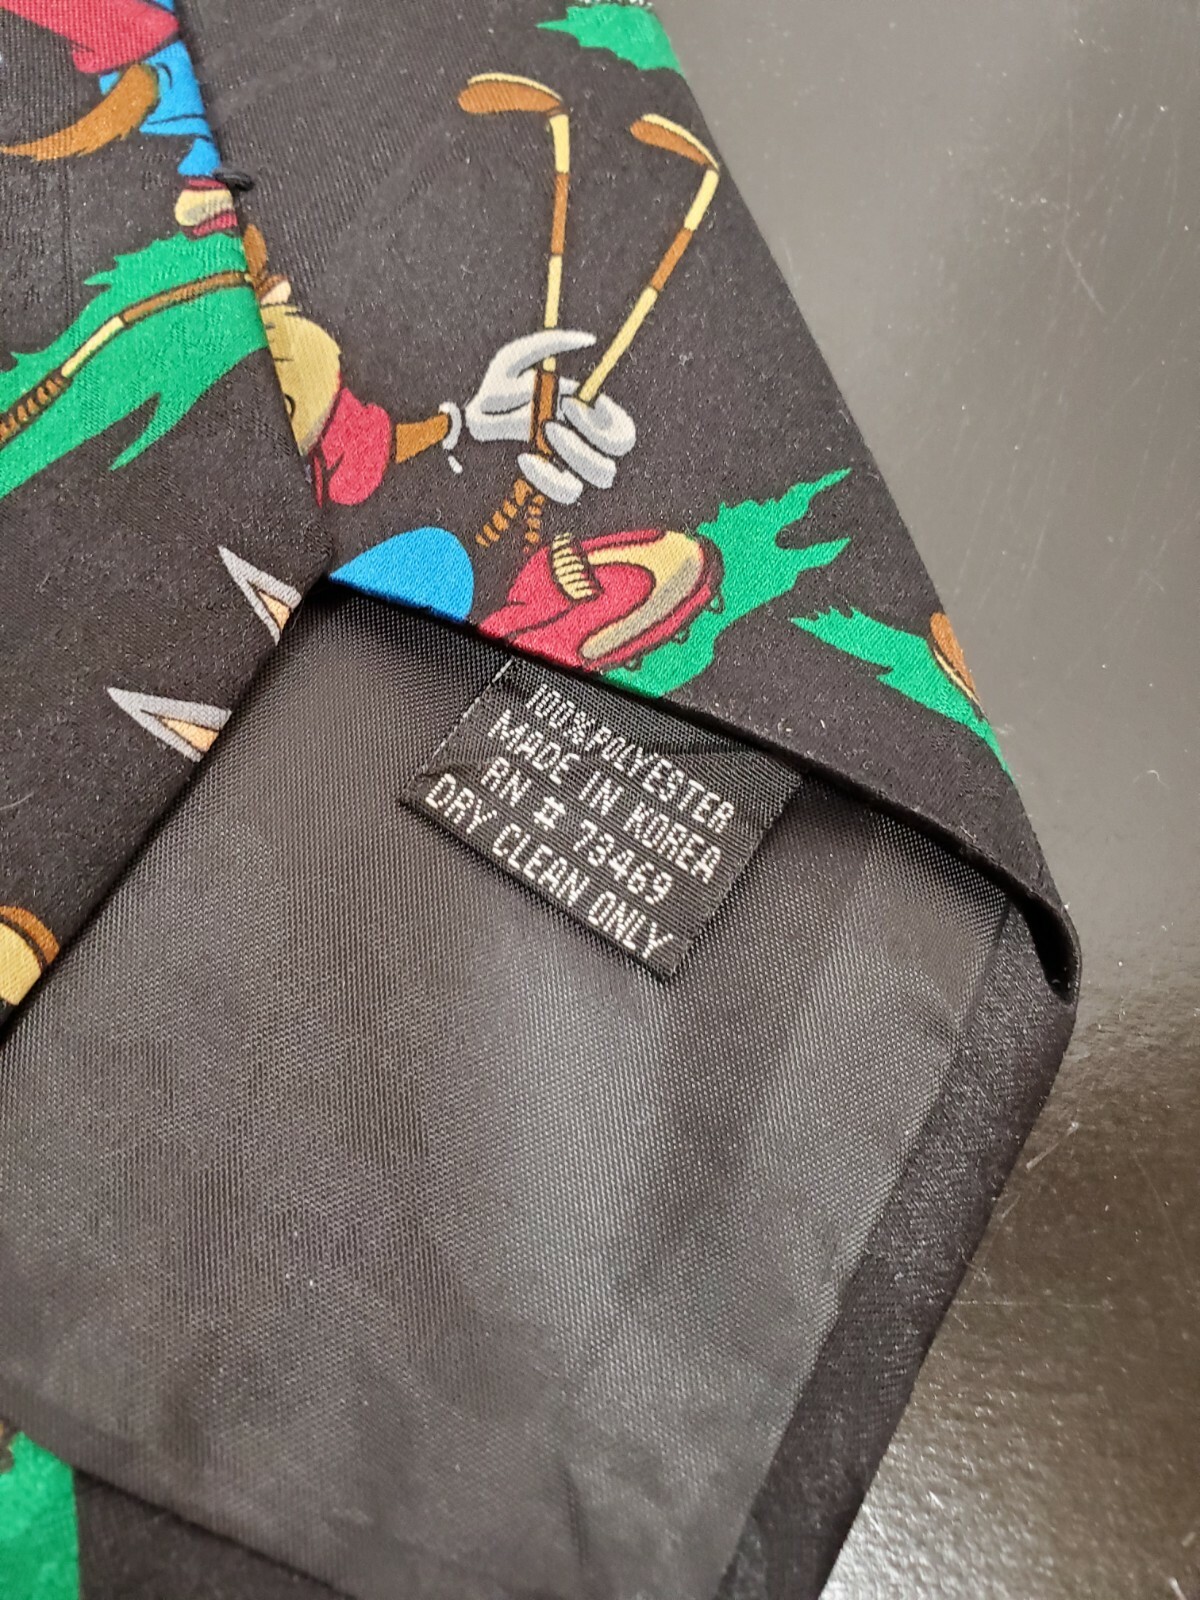 100%POLYESTER
MADE IN KOREA
RN # 73469
DRY CLEAN ONLY